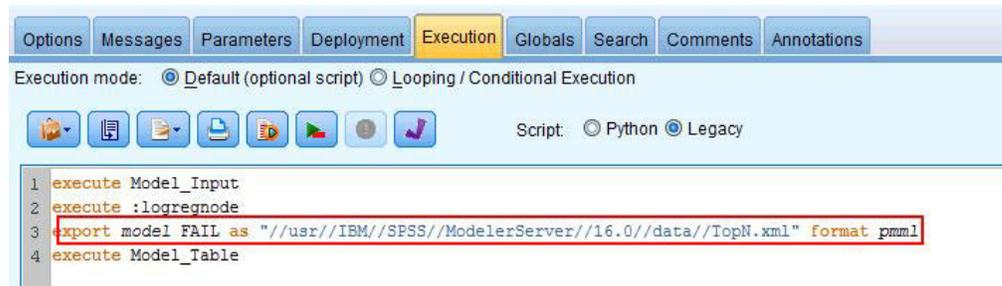 Options Messages Parameters Deployment Execution Globals Search Comments Annotations
Execution mode: Default (optional script) Looping / Conditional Execution
Script: Python Legacy
1 execute Model_Input
2 execute :logregnode
3 export model FAIL as "//usr//IBM//SPSS//ModelerServer//16.0//data//TopN.xml" format pmml
4 execute Model_Table